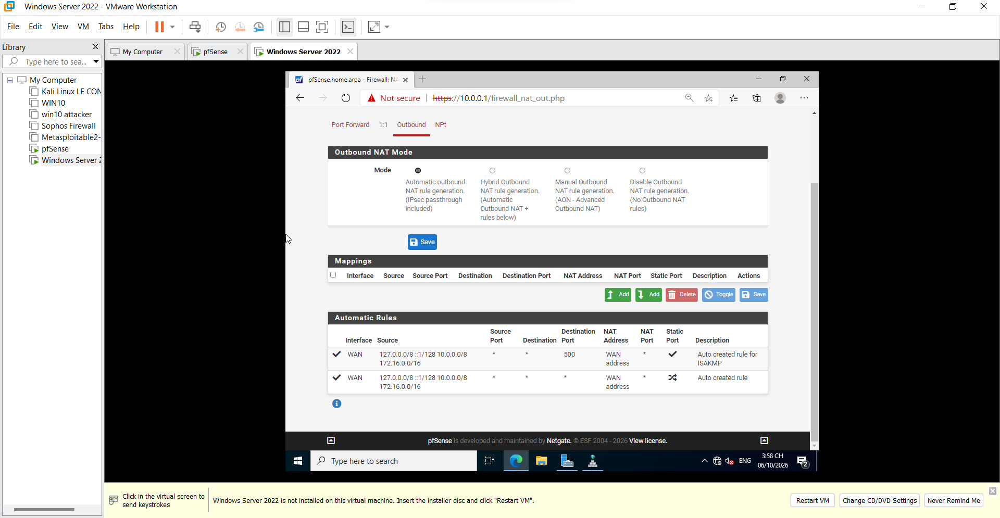 Windows Server 2022 - VMware Workstation
File Edit View VM Tabs Help
Library
Type here to sea...
My Computer
Kali Linux LE CON
WIN10
win10 attacker
Sophos Firewall
Metasploitable2-
pfSense
Windows Server 2
My Computer pfSense Windows Server 2022
pfSense.home.arpa - Firewall: NA
Not secure https://10.0.0.1/firewall_nat_out.php
Port Forward 1:1 Outbound NPt
Outbound NAT Mode
Mode
Automatic outbound
NAT rule generation.
(IPsec passthrough
included)
Hybrid Outbound
NAT rule generation.
(Automatic
Outbound NAT +
rules below)
Manual Outbound
NAT rule generation.
(AON - Advanced
Outbound NAT)
Disable Outbound
NAT rule generation.
(No Outbound NAT
rules)
Save
Mappings
Interface Source Source Port Destination Destination Port NAT Address NAT Port Static Port Description Actions
Add Add Delete Toggle Save
Automatic Rules
Interface Source Source Port Destination Destination Port NAT Address NAT Port Static Port Description
WAN 127.0.0.0/8 ::1/128 10.0.0.0/8 * * 500 WAN * Auto created rule for
172.16.0.0/16 address ISAKMP
WAN 127.0.0.0/8 ::1/128 10.0.0.0/8 * * * WAN * Auto created rule
172.16.0.0/16 address
pfSense is developed and maintained by Netgate. © ESF 2004 - 2026 View license.
Type here to search
ENG
3:58 CH
06/10/2026
2
Click in the virtual screen to
send keystrokes
Windows Server 2022 is not installed on this virtual machine. Insert the installer disc and click "Restart VM".
Restart VM Change CD/DVD Settings Never Remind Me